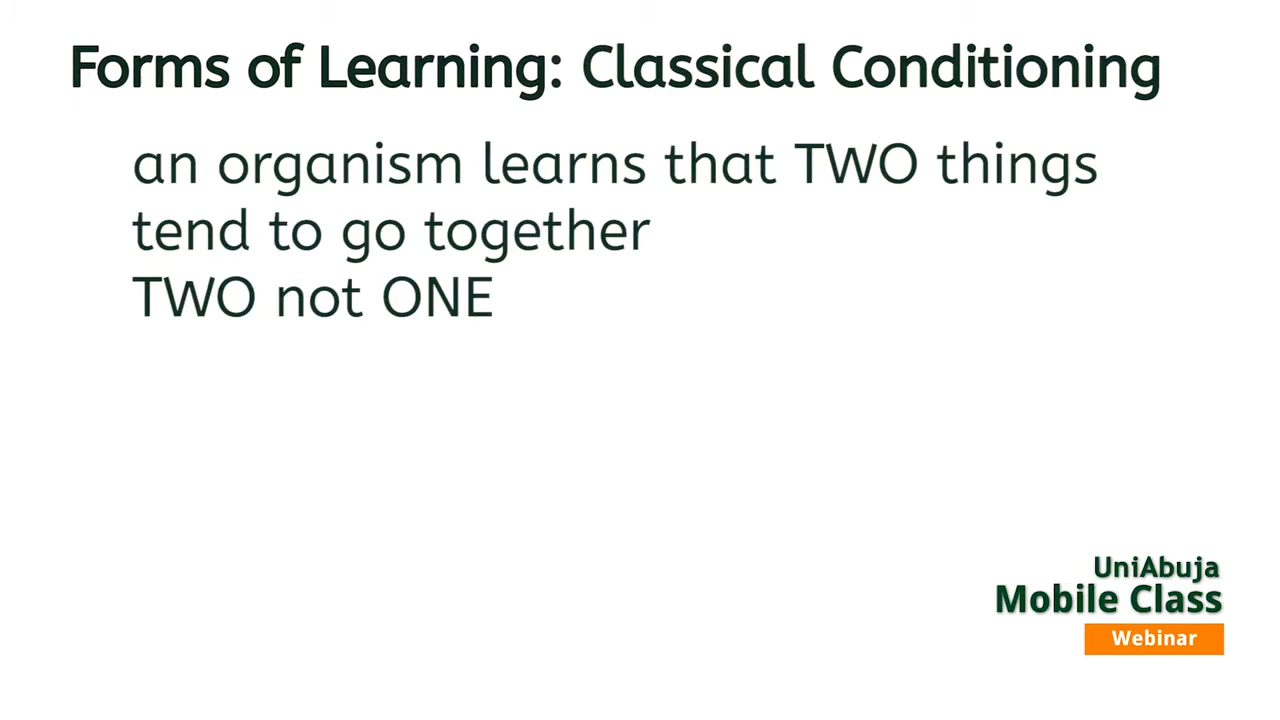 Forms of Learning: Classical Conditioning
an organism learns that TWO things
tend to go together
TWO not ONE
UniAbuja
Mobile Class
Webinar